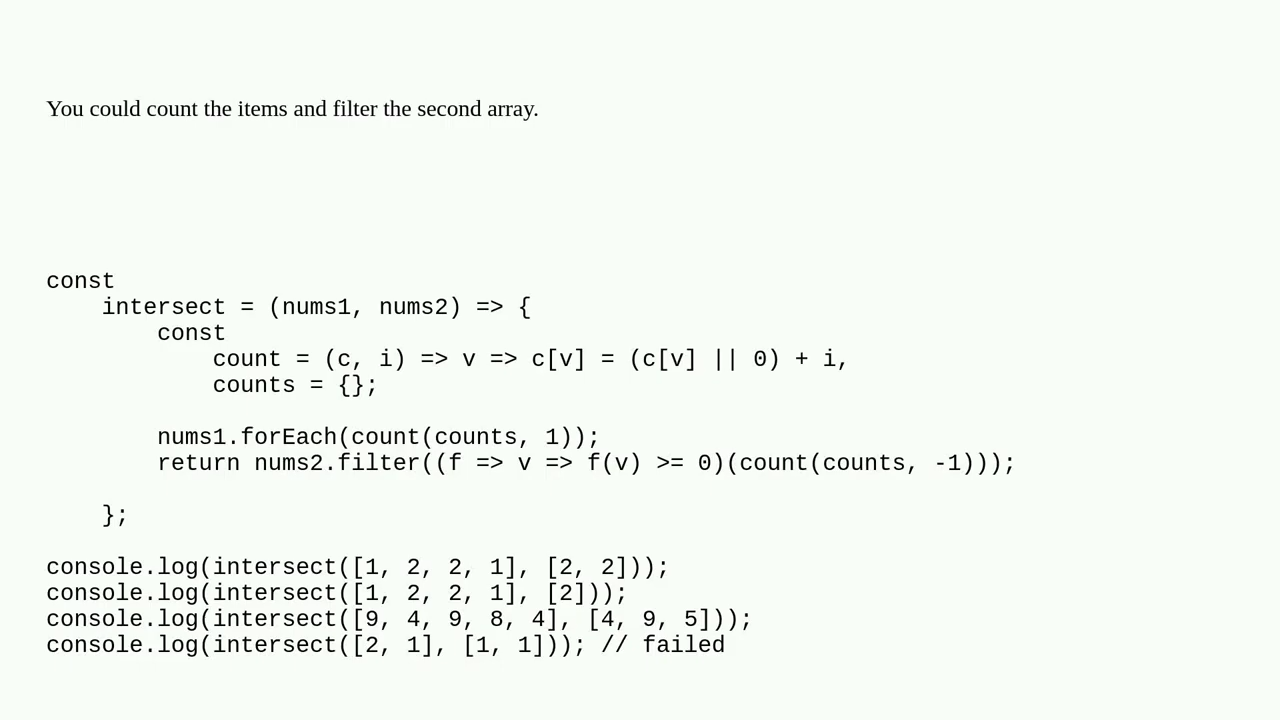 You could count the items and filter the second array.
const
    intersect = (nums1, nums2) => {
        const
            count = (c, i) => v => c[v] = (c[v] || 0) + i,
            counts = {};
        nums1.forEach(count(counts, 1));
        return nums2.filter((f => v => f(v) >= 0)(count(counts, -1)));
    };
console.log(intersect([1, 2, 2, 1], [2, 2]));
console.log(intersect([1, 2, 2, 1], [2]));
console.log(intersect([9, 4, 9, 8, 4], [4, 9, 5]));
console.log(intersect([2, 1], [1, 1])); // failed